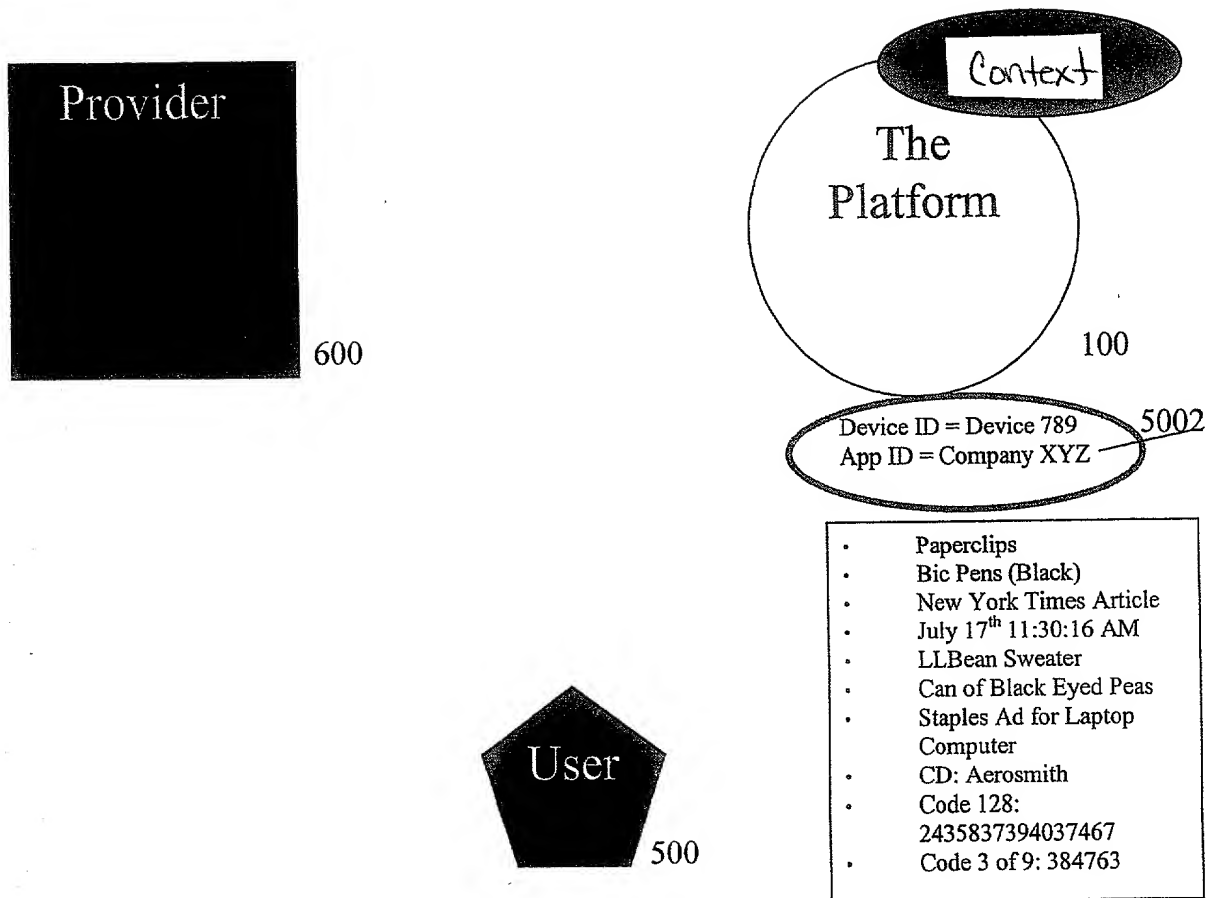 Provider
600
Context
The
Platform
100
Device ID = Device 789
App ID = Company XYZ
5002
· Paperclips
· Bic Pens (Black)
· New York Times Article
· July 17th 11:30:16 AM
· LLBean Sweater
· Can of Black Eyed Peas
· Staples Ad for Laptop
Computer
· CD: Aerosmith
· Code 128:
2435837394037467
· Code 3 of 9: 384763
User
500